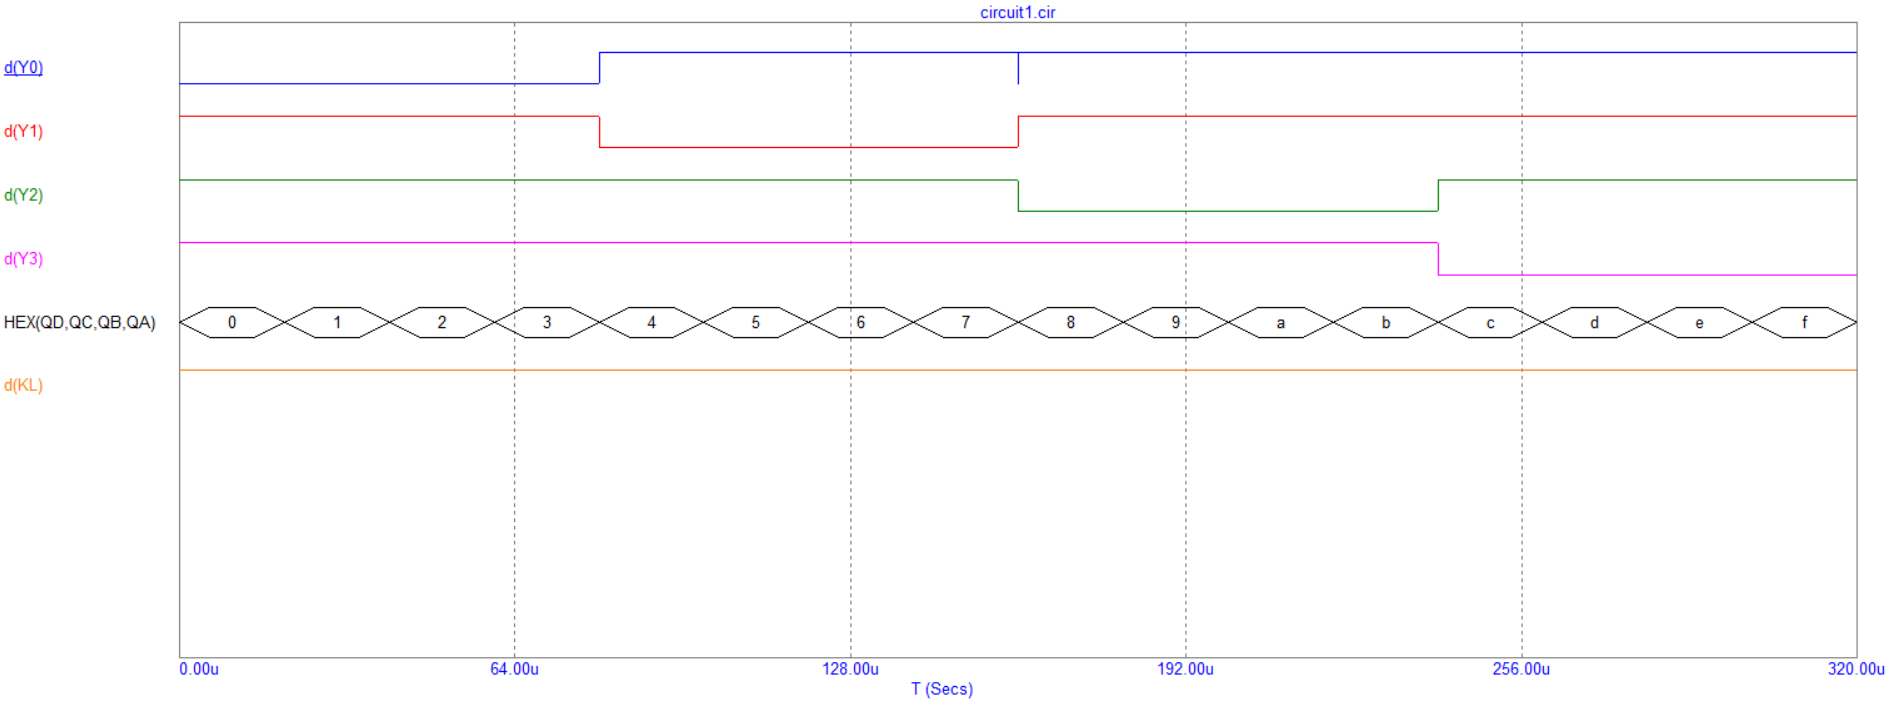 circuit1.cir
d(Y0)
d(Y1)
d(Y2)
d(Y3)
HEX(QD,QC,QB,QA) 0 1 2 3 4 5 6 7 8 9 a b c d e f
d(KL)
0.00u 64.00u 128.00u 192.00u 256.00u 320.00u
T (Secs)